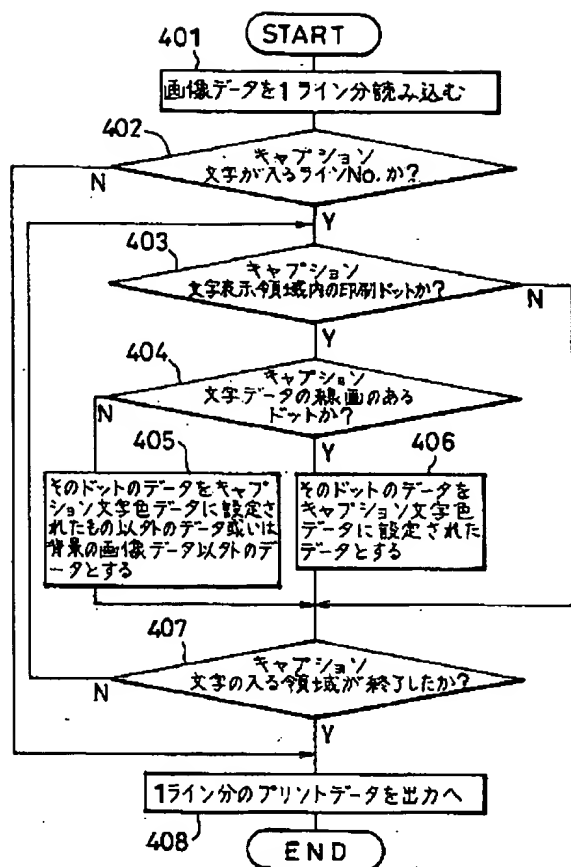 START
401
画像データを1ライン分読み込む
402
キャプション
文字が入るラインNo.か?
N
Y
403
キャプション
文字表示領域内の印刷ドットか?
N
Y
404
キャプション
文字データの線画のある
ドットか?
N
Y
405
そのドットのデータをキャプ
ション文字色データに設定さ
れたもの以外のデータ或いは
背景の画像データ以外のデ
ータとする
406
そのドットのデータを
キャプション文字色
データに設定された
データとする
407
キャプション
文字の入る領域が終了したか?
N
Y
1ライン分のプリントデータを出力へ
408
END